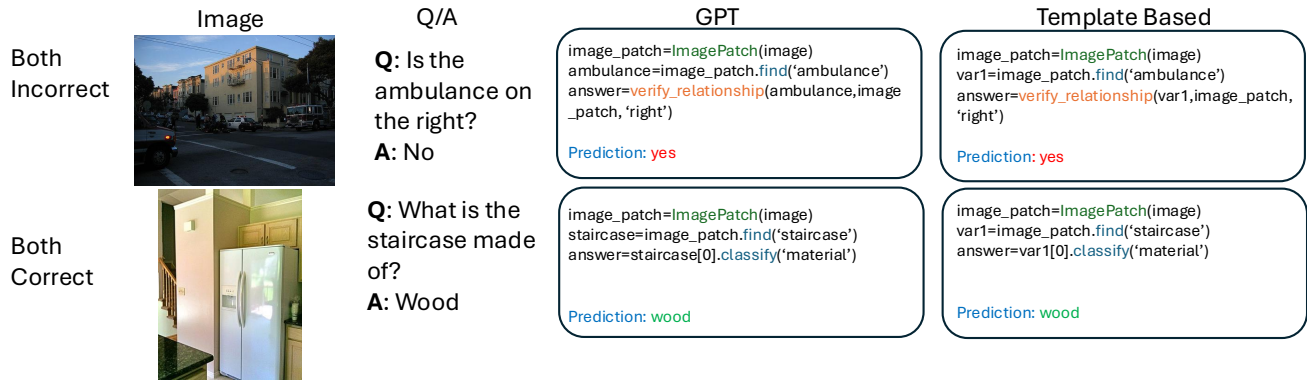 Image
Q/A
GPT
Template Based
Both
Incorrect
Q: Is the
ambulance on
the right?
A: No
image_patch=ImagePatch(image)
ambulance=image_patch.find(‘ambulance’)
answer=verify_relationship(ambulance,image
_patch, ‘right’)
Prediction: yes
image_patch=ImagePatch(image)
var1=image_patch.find(‘ambulance’)
answer=verify_relationship(var1,image_patch,
‘right’)
Prediction: yes
Both
Correct
Q: What is the
staircase made
of?
A: Wood
image_patch=ImagePatch(image)
staircase=image_patch.find(‘staircase’)
answer=staircase[0].classify(‘material’)
Prediction: wood
image_patch=ImagePatch(image)
var1=image_patch.find(‘staircase’)
answer=var1[0].classify(‘material’)
Prediction: wood